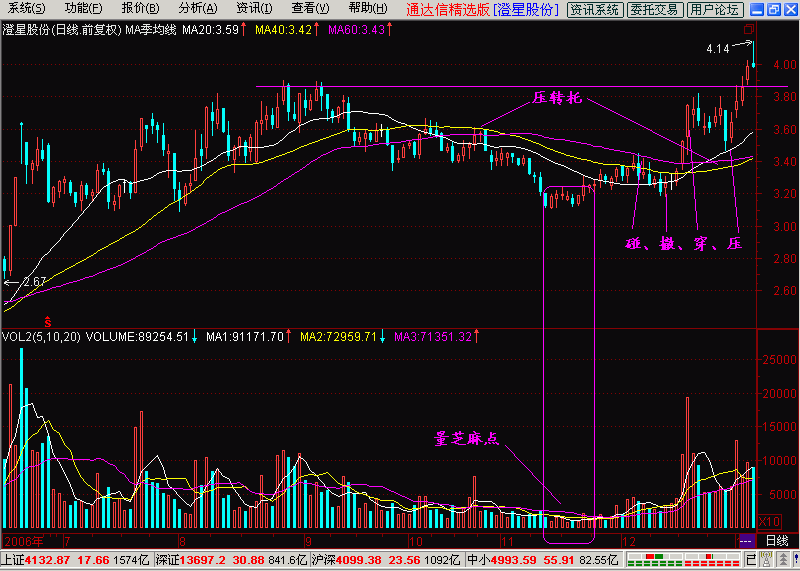 系统(S) 功能(F) 报价(B) 分析(A) 资讯(I) 查看(V) 帮助(H) 通达信精选版 [澄星股份] 资讯系统 委托交易 用户论坛
澄星股份(日线.前复权) MA季均线 MA20:3.59↑ MA40:3.42↑ MA60:3.43↑
4.14
4.00
压转托
3.80
3.60
3.40
3.20
碰、撮、穿、压
3.00
2.80
2.67
2.60
$
VOL2(5,10,20) VOLUME:89254.51↓ MA1:91171.70↑ MA2:72959.71↓ MA3:71351.32↑
25000
20000
15000
量芝麻点
10000
5000
X10
2006年 7 8 9 10 11 12 日线
上证4132.87 17.66 1574亿 深证13697.2 30.88 841.6亿 沪深4099.38 23.56 1092亿 中小4993.59 55.91 82.55亿